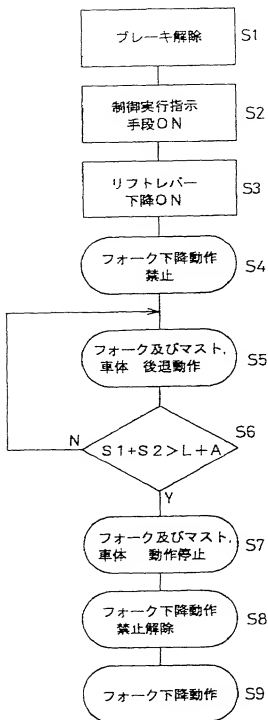 ブレーキ解除 S1
制御実行指示
手段ON S2
リフトレバー
下降ON S3
フォーク下降動作
禁止 S4
フォーク及びマスト,
車体 後退動作 S5
S6
N S1+S2>L+A
Y
フォーク及びマスト,
車体 動作停止 S7
フォーク下降動作
禁止解除 S8
フォーク下降動作 S9